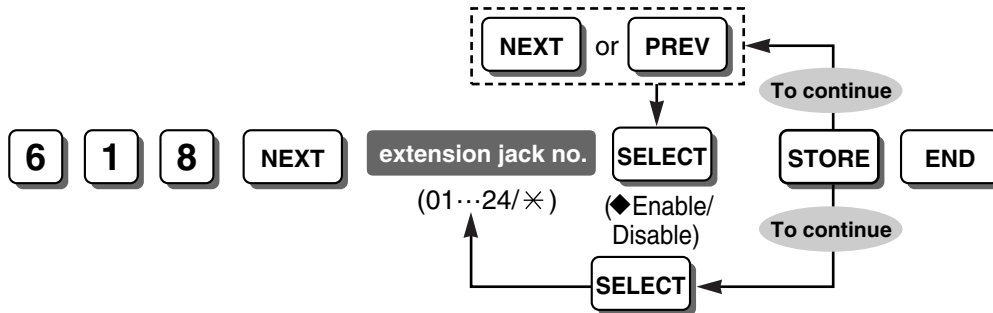 NEXT or PREV
To continue
6 1 8 NEXT extension jack no. SELECT STORE END
(01···24/✳)
(◆Enable/
Disable)
To continue
SELECT